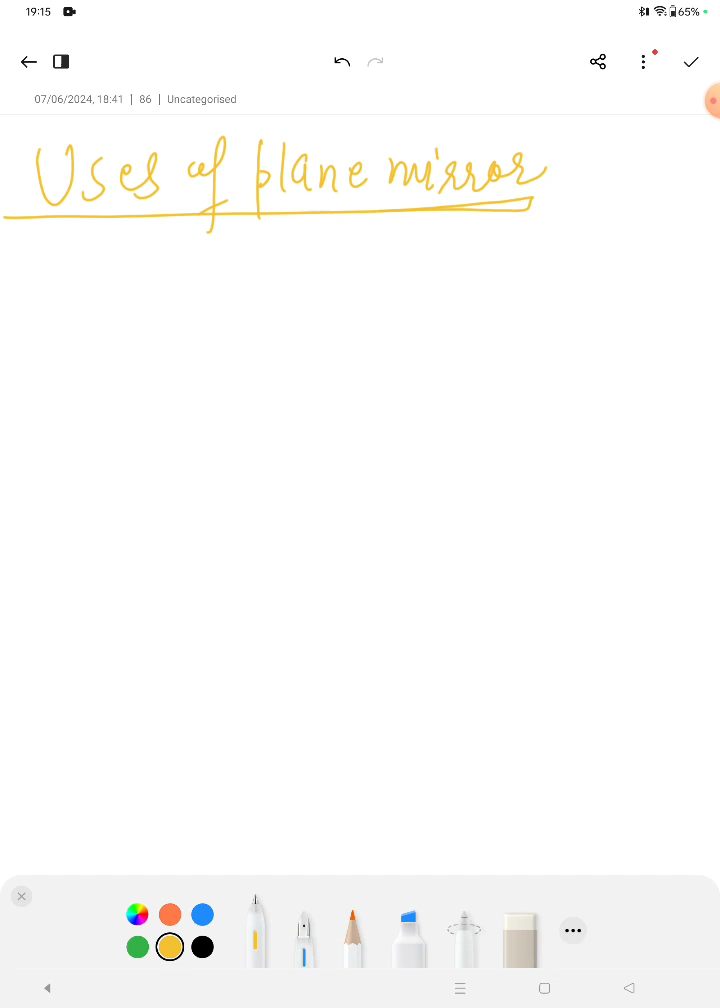 19:15 65%
07/06/2024, 18:41 | 86 | Uncategorised
Uses of plane mirror